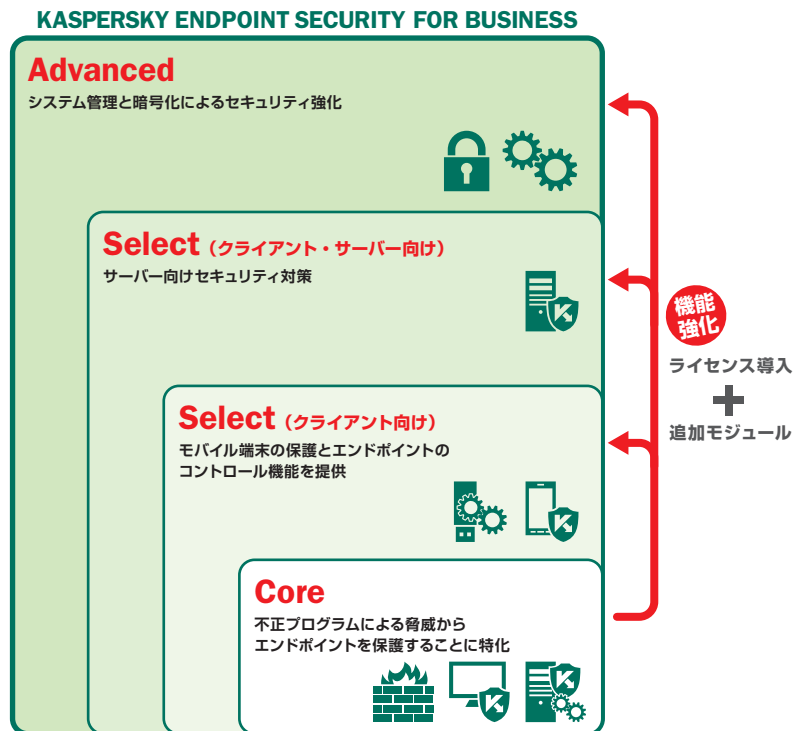 KASPERSKY ENDPOINT SECURITY FOR BUSINESS
Advanced
システム管理と暗号化によるセキュリティ強化
Select（クライアント・サーバー向け）
サーバー向けセキュリティ対策
機能
強化
ライセンス導入
+
追加モジュール
Select（クライアント向け）
モバイル端末の保護とエンドポイントの
コントロール機能を提供
Core
不正プログラムによる脅威から
エンドポイントを保護することに特化